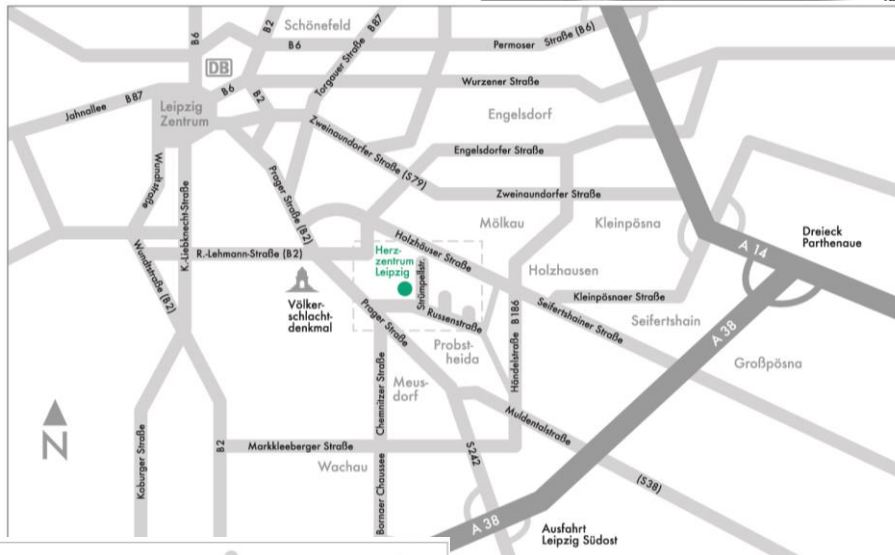 B6
B2
Schönefeld
B87
Torgauer Straße
B6
Permoser Straße (B6)
DB
B6
B2
Wurzener Straße
Jahnallee B87
Leipzig
Zentrum
Engelsdorf
Zweinaundorfer Straße (S79)
Engelsdorfer Straße
Wundtstraße
K.-Liebknecht-Straße
Prager Straße (B2)
Zweinaundorfer Straße
Mölkau
Kleinpösna
Dreieck
Parthenaue
A 14
Wundtstraße (B2)
R.-Lehmann-Straße (B2)
Herz-
zentrum
Leipzig
Holzhäuser Straße
Strümpellstr.
Holzhausen
Völker-
schlacht-
denkmal
Kleinpösnaer Straße
Seifertshainer Straße
Seifertshain
A 38
Prager Straße
Russenstraße
Probst-
heida
Händelstraße B186
Großpösna
Meus-
dorf
Chemnitzer Straße
Muldentalstraße
N
Koburger Straße
B2
Markkleeberger Straße
Wachau
Bornaer Chaussee
S242
(S38)
A 38
Ausfahrt
Leipzig Südost